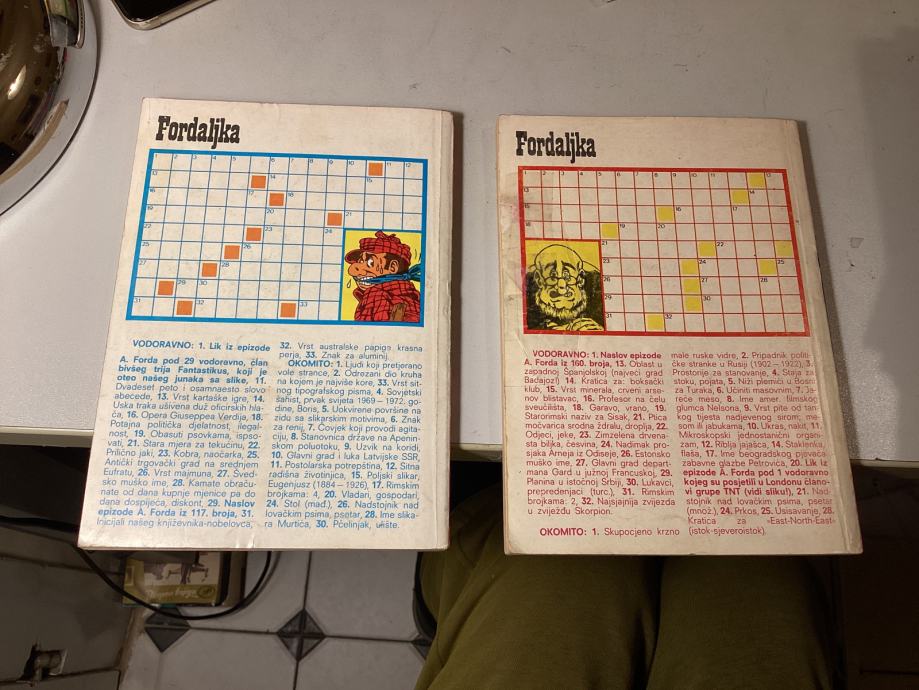 Fordaljka
VODORAVNO: 1. Lik iz epizode
A. Forda pod 29 vodoravno, član
bivšeg trija Fantastikus, koji je
oteo našeg junaka sa slike, 11.
Dvadeset peto i osamnaesto slovo
abecede, 13. Vrst kartaške igre, 14.
Uska traka ušivena duž oficirskih hla-
ča, 16. Opera Giuseppea Verdija, 18.
Potajna politička djelatnost, ilegal-
nost, 19. Obasuti psovkama, ispso-
vati, 21. Stara mjera za tekućinu, 22.
Prilično jaki, 23. Kobra, naočarka, 25.
Antički trgovački grad na srednjem
Eufratu, 26. Vrst majmuna, 27. Šved-
sko muško ime, 28. Kamate obraču-
nate od dana kupnje mjenice pa do
dana dospijeća, diskont, 29. Naslov
epizode A. Forda iz 117. broja, 31.
Inicijali našeg književnika-nobelovca,
32. Vrst australske papige krasna
perja, 33. Znak za aluminij.
OKOMITO: 1. Ljudi koji pretjerano
vole strance, 2. Odrezani dio kruha
na kojem je najviše kore, 33. Vrst sit-
nog tipografskog pisma, 4. Sovjetski
šahist, prvak svijeta 1969–1972. go-
dine, Boris, 5. Uokvirene površine na
zidu sa slikarskim motivima, 6. Znak
za renij, 7. Čovjek koji provodi agita-
ciju, 8. Stanovnica države na Apenin-
skom poluotoku, 9. Uzvik na koridi,
10. Glavni grad i luka Latvijske SSR,
11. Postolarska potrepština, 12. Sitna
radišna životinjica, 15. Poljski slikar,
Eugenjusz (1884–1926), 17. Rimskim
brojkama: 4, 20. Vladari, gospodari,
24. Stol (mad.), 26. Nadstojnik nad
lovačkim psima, psetar, 28. Ime slika-
ra Murtića, 30. Pčelinjak, ulište.
Fordaljka
VODORAVNO: 1. Naslov epizode
A. Forda iz 160. broja, 13. Oblast u
zapadnoj Španjolskoj (najveći grad
Badajoz!) 14. Kratica za: boksački
klub, 15. Vrst minerala, crveni arse-
nov blistavac, 16. Profesor na čelu
sveučilišta, 18. Garavo, vrano, 19.
Starorimski naziv za Sisak, 21. Ptica
močvarica srodna ždralu, droplja, 22.
Odjeci, jeke, 23. Zimzelena drvena-
sta biljka, česvina, 24. Nadimak pro-
sjaka Arneja iz Odiseje, 26. Estonsko
muško ime, 27. Glavni grad depart-
mana Gard u južnoj Francuskoj, 29.
Planina u istočnoj Srbiji, 30. Lukavci,
prepredenjaci (turc.), 31. Rimskim
brojkama: 2, 32. Najsjajnija zvijezda
u zviježđu Skorpion.
OKOMITO: 1. Skupocjeno krzno
male ruske vidre, 2. Pripadnik politi-
čke stranke u Rusiji (1902–1922), 3.
Prostorije za stanovanje, 4. Staja za
stoku, pojata, 5. Niži plemići u Bosni
za Turaka, 6. Učiniti masovnim, 7. Ja-
reće meso, 8. Ime amer. filmskog
glumca Nelsona, 9. Vrst pite od tan-
kog tijesta nadjevenog sirom, me-
som ili jabukama, 10. Ukras, nakit, 11.
Mikroskopski jednostanični organi-
zam, 12. Riblja jajašca, 14. Staklenka,
flaša, 17. Ime beogradskog pjevača
zabavne glazbe Petrovića, 20. Lik iz
epizode A. Forda pod 1 vodoravno
kojeg su posjetili u Londonu člano-
vi grupe TNT (vidi sliku!), 21. Nad-
stojnik nad lovačkim psima, psetar
(množ.), 24. Prkos, 25. Usisavanje, 28.
Kratica za »East-North-East«
(istok-sjeveroistok).